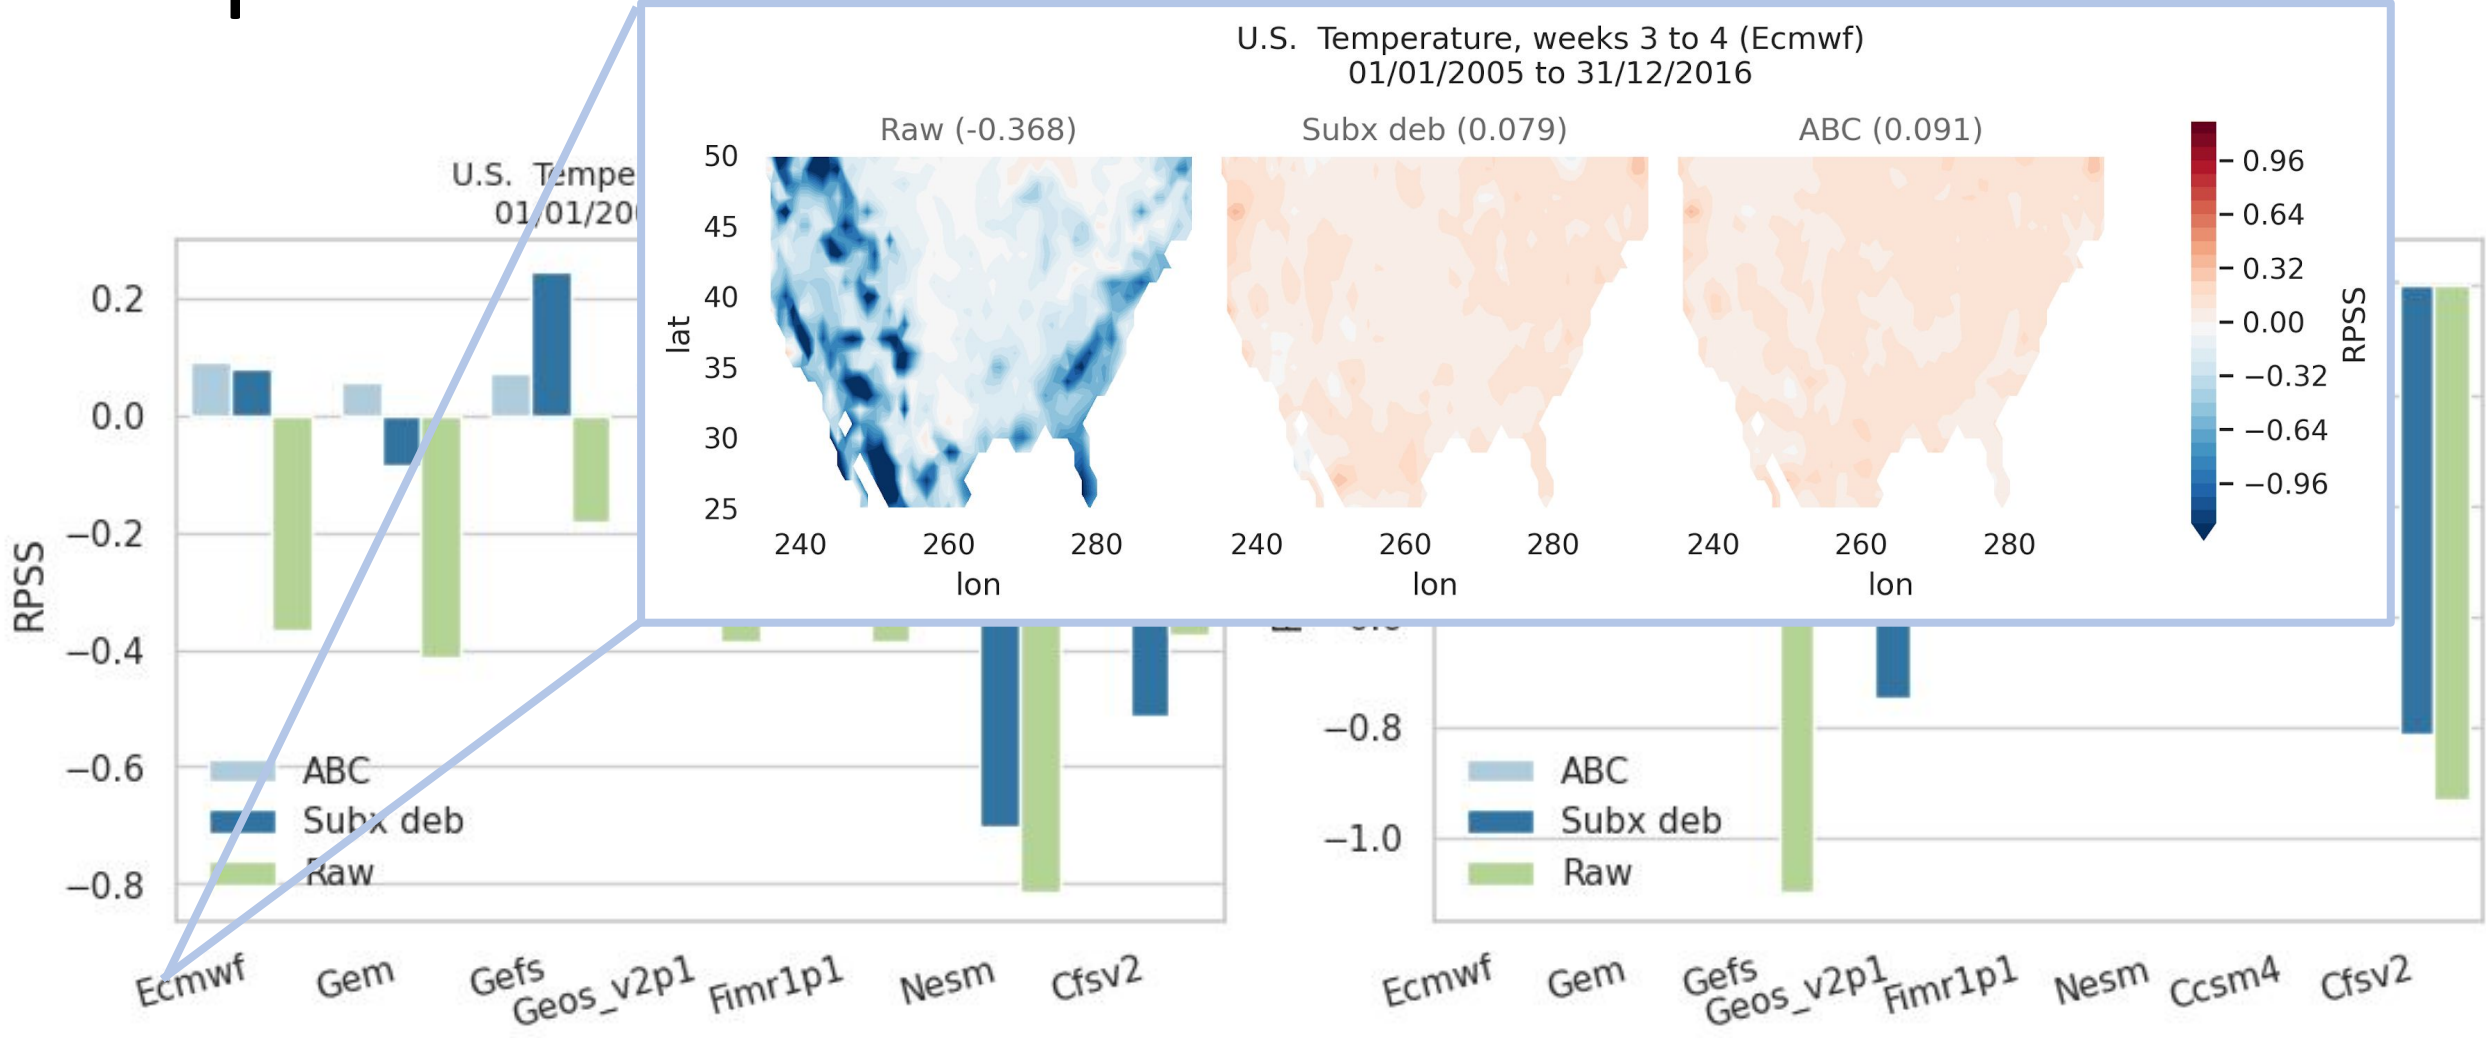 U.S. Temperature, weeks 3 to 4 (Ecmwf)
01/01/2005 to 31/12/2016
Raw (-0.368)
Subx deb (0.079)
ABC (0.091)
50
45
40
35
30
25
lat
240 260 280
lon
240 260 280
lon
240 260 280
lon
0.96
0.64
0.32
0.00
−0.32
−0.64
−0.96
RPSS
U.S. Tempe
01/01/200
0.2
0.0
−0.2
−0.4
−0.6
−0.8
RPSS
ABC
Subx deb
Raw
Ecmwf
Gem
Gefs
Geos_v2p1
Fimr1p1
Nesm
Cfsv2
−0.8
−1.0
ABC
Subx deb
Raw
Ecmwf
Gem
Gefs
Geos_v2p1
Fimr1p1
Nesm
Ccsm4
Cfsv2